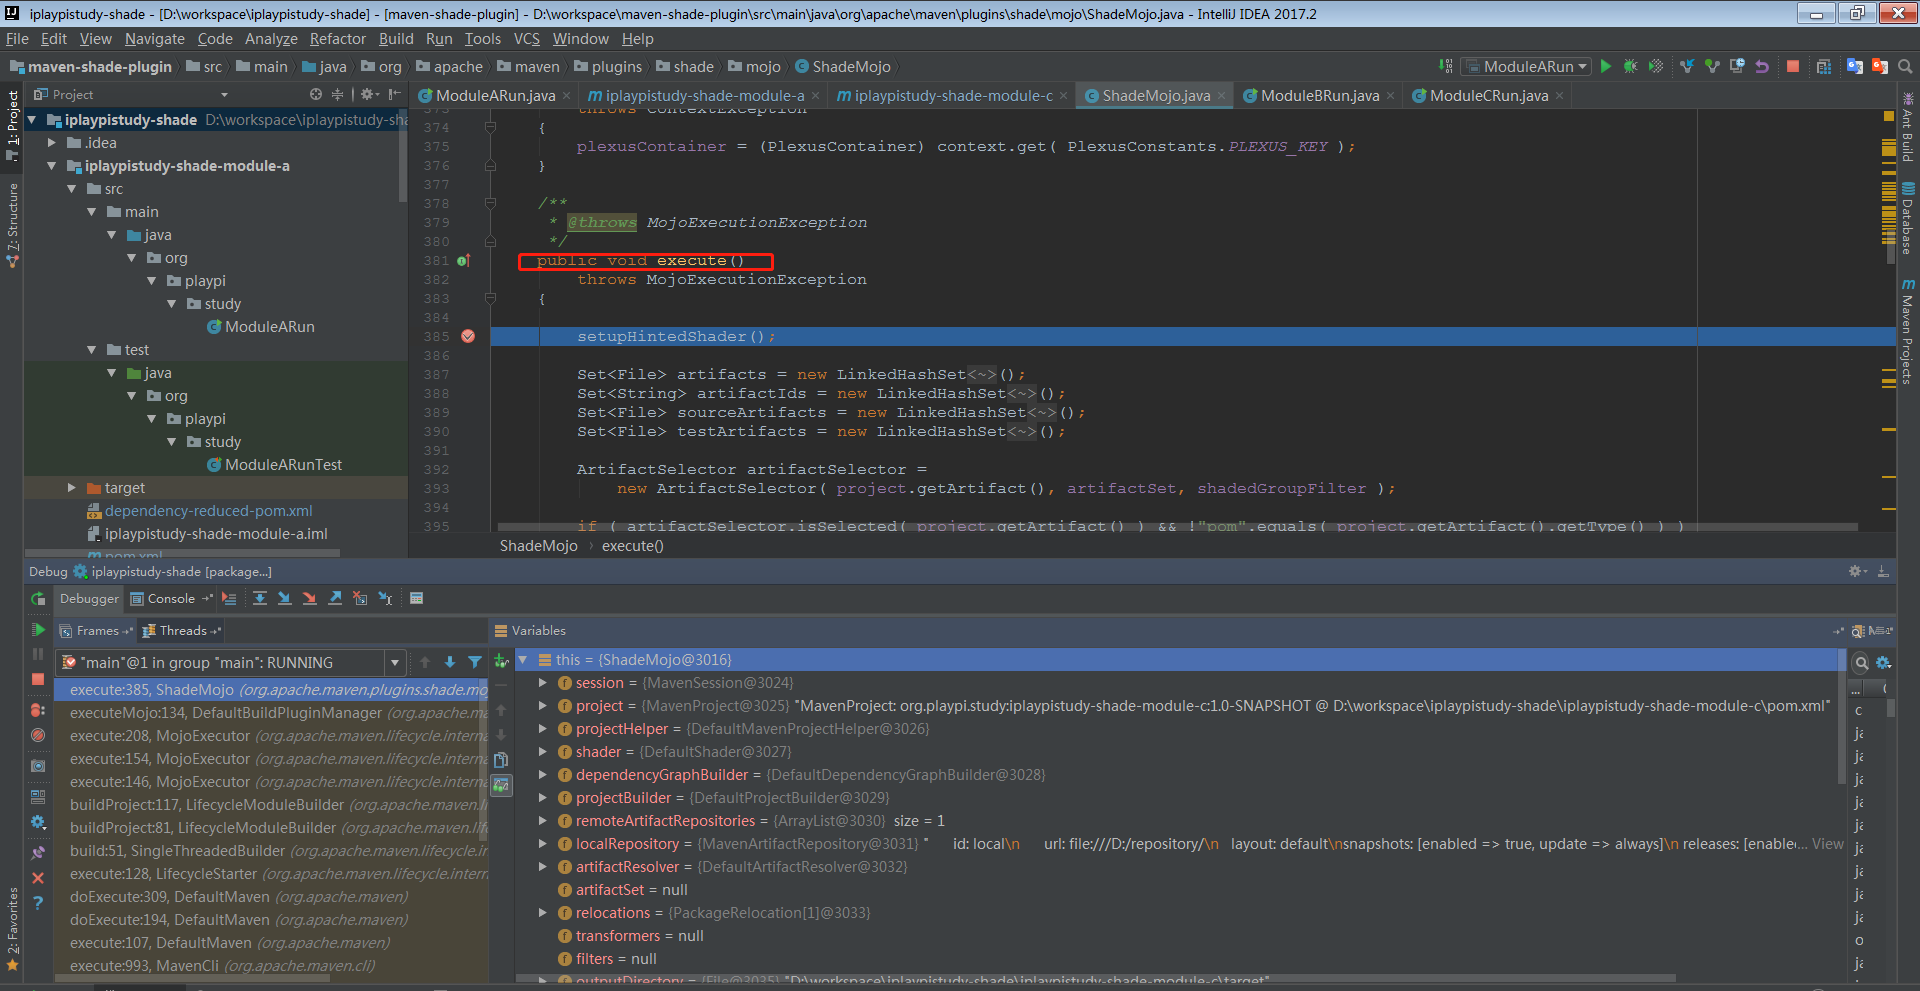 iplaypistudy-shade - [D:\workspace\iplaypistudy-shade] - [maven-shade-plugin] - D:\workspace\maven-shade-plugin\src\main\java\org\apache\maven\plugins\shade\mojo\ShadeMojo.java - IntelliJ IDEA 2017.2
File Edit View Navigate Code Analyze Refactor Build Run Tools VCS Window Help
maven-shade-plugin src main java org apache maven plugins shade mojo ShadeMojo ModuleARun
Project ModuleARun.java iplaypistudy-shade-module-a iplaypistudy-shade-module-c ShadeMojo.java ModuleBRun.java ModuleCRun.java
1: Project
7: Structure
2: Favorites
iplaypistudy-shade D:\workspace\iplaypistudy-sha
.idea
iplaypistudy-shade-module-a
src
main
java
org
playpi
study
ModuleARun
test
java
org
playpi
study
ModuleARunTest
target
dependency-reduced-pom.xml
iplaypistudy-shade-module-a.iml
pom.xml
373 throws ContextException
374 {
375 plexusContainer = (PlexusContainer) context.get( PlexusConstants.PLEXUS_KEY );
376 }
377
378 /**
379 * @throws MojoExecutionException
380 */
381 public void execute()
382 throws MojoExecutionException
383 {
384
385 setupHintedShader();
386
387 Set<File> artifacts = new LinkedHashSet<~>();
388 Set<String> artifactIds = new LinkedHashSet<~>();
389 Set<File> sourceArtifacts = new LinkedHashSet<~>();
390 Set<File> testArtifacts = new LinkedHashSet<~>();
391
392 ArtifactSelector artifactSelector =
393 new ArtifactSelector( project.getArtifact(), artifactSet, shadedGroupFilter );
394
395 if ( artifactSelector.isSelected( project.getArtifact() ) && !"pom".equals( project.getArtifact().getType() ) )
ShadeMojo execute()
Ant Build
Database
Maven Projects
Debug iplaypistudy-shade [package...]
Debugger Console
Frames Threads
"main"@1 in group "main": RUNNING
execute:385, ShadeMojo (org.apache.maven.plugins.shade.mo
executeMojo:134, DefaultBuildPluginManager (org.apache.ma
execute:208, MojoExecutor (org.apache.maven.lifecycle.intern
execute:154, MojoExecutor (org.apache.maven.lifecycle.intern
execute:146, MojoExecutor (org.apache.maven.lifecycle.intern
buildProject:117, LifecycleModuleBuilder (org.apache.maven.li
buildProject:81, LifecycleModuleBuilder (org.apache.maven.life
build:51, SingleThreadedBuilder (org.apache.maven.lifecycle.ir
execute:128, LifecycleStarter (org.apache.maven.lifecycle.intern
doExecute:309, DefaultMaven (org.apache.maven)
doExecute:194, DefaultMaven (org.apache.maven)
execute:107, DefaultMaven (org.apache.maven)
execute:993, MavenCli (org.apache.maven.cli)
Variables
this = {ShadeMojo@3016}
session = {MavenSession@3024}
project = {MavenProject@3025} "MavenProject: org.playpi.study:iplaypistudy-shade-module-c:1.0-SNAPSHOT @ D:\workspace\iplaypistudy-shade\iplaypistudy-shade-module-c\pom.xml"
projectHelper = {DefaultMavenProjectHelper@3026}
shader = {DefaultShader@3027}
dependencyGraphBuilder = {DefaultDependencyGraphBuilder@3028}
projectBuilder = {DefaultProjectBuilder@3029}
remoteArtifactRepositories = {ArrayList@3030} size = 1
localRepository = {MavenArtifactRepository@3031} " id: local\n url: file:///D:/repository/\n layout: default\nsnapshots: [enabled => true, update => always]\n releases: [enable... View
artifactResolver = {DefaultArtifactResolver@3032}
artifactSet = null
relocations = {PackageRelocation[1]@3033}
transformers = null
filters = null
outputDirectory = {File@3035} "D:\workspace\iplaypistudy-shade\iplaypistudy-shade-module-c\target"